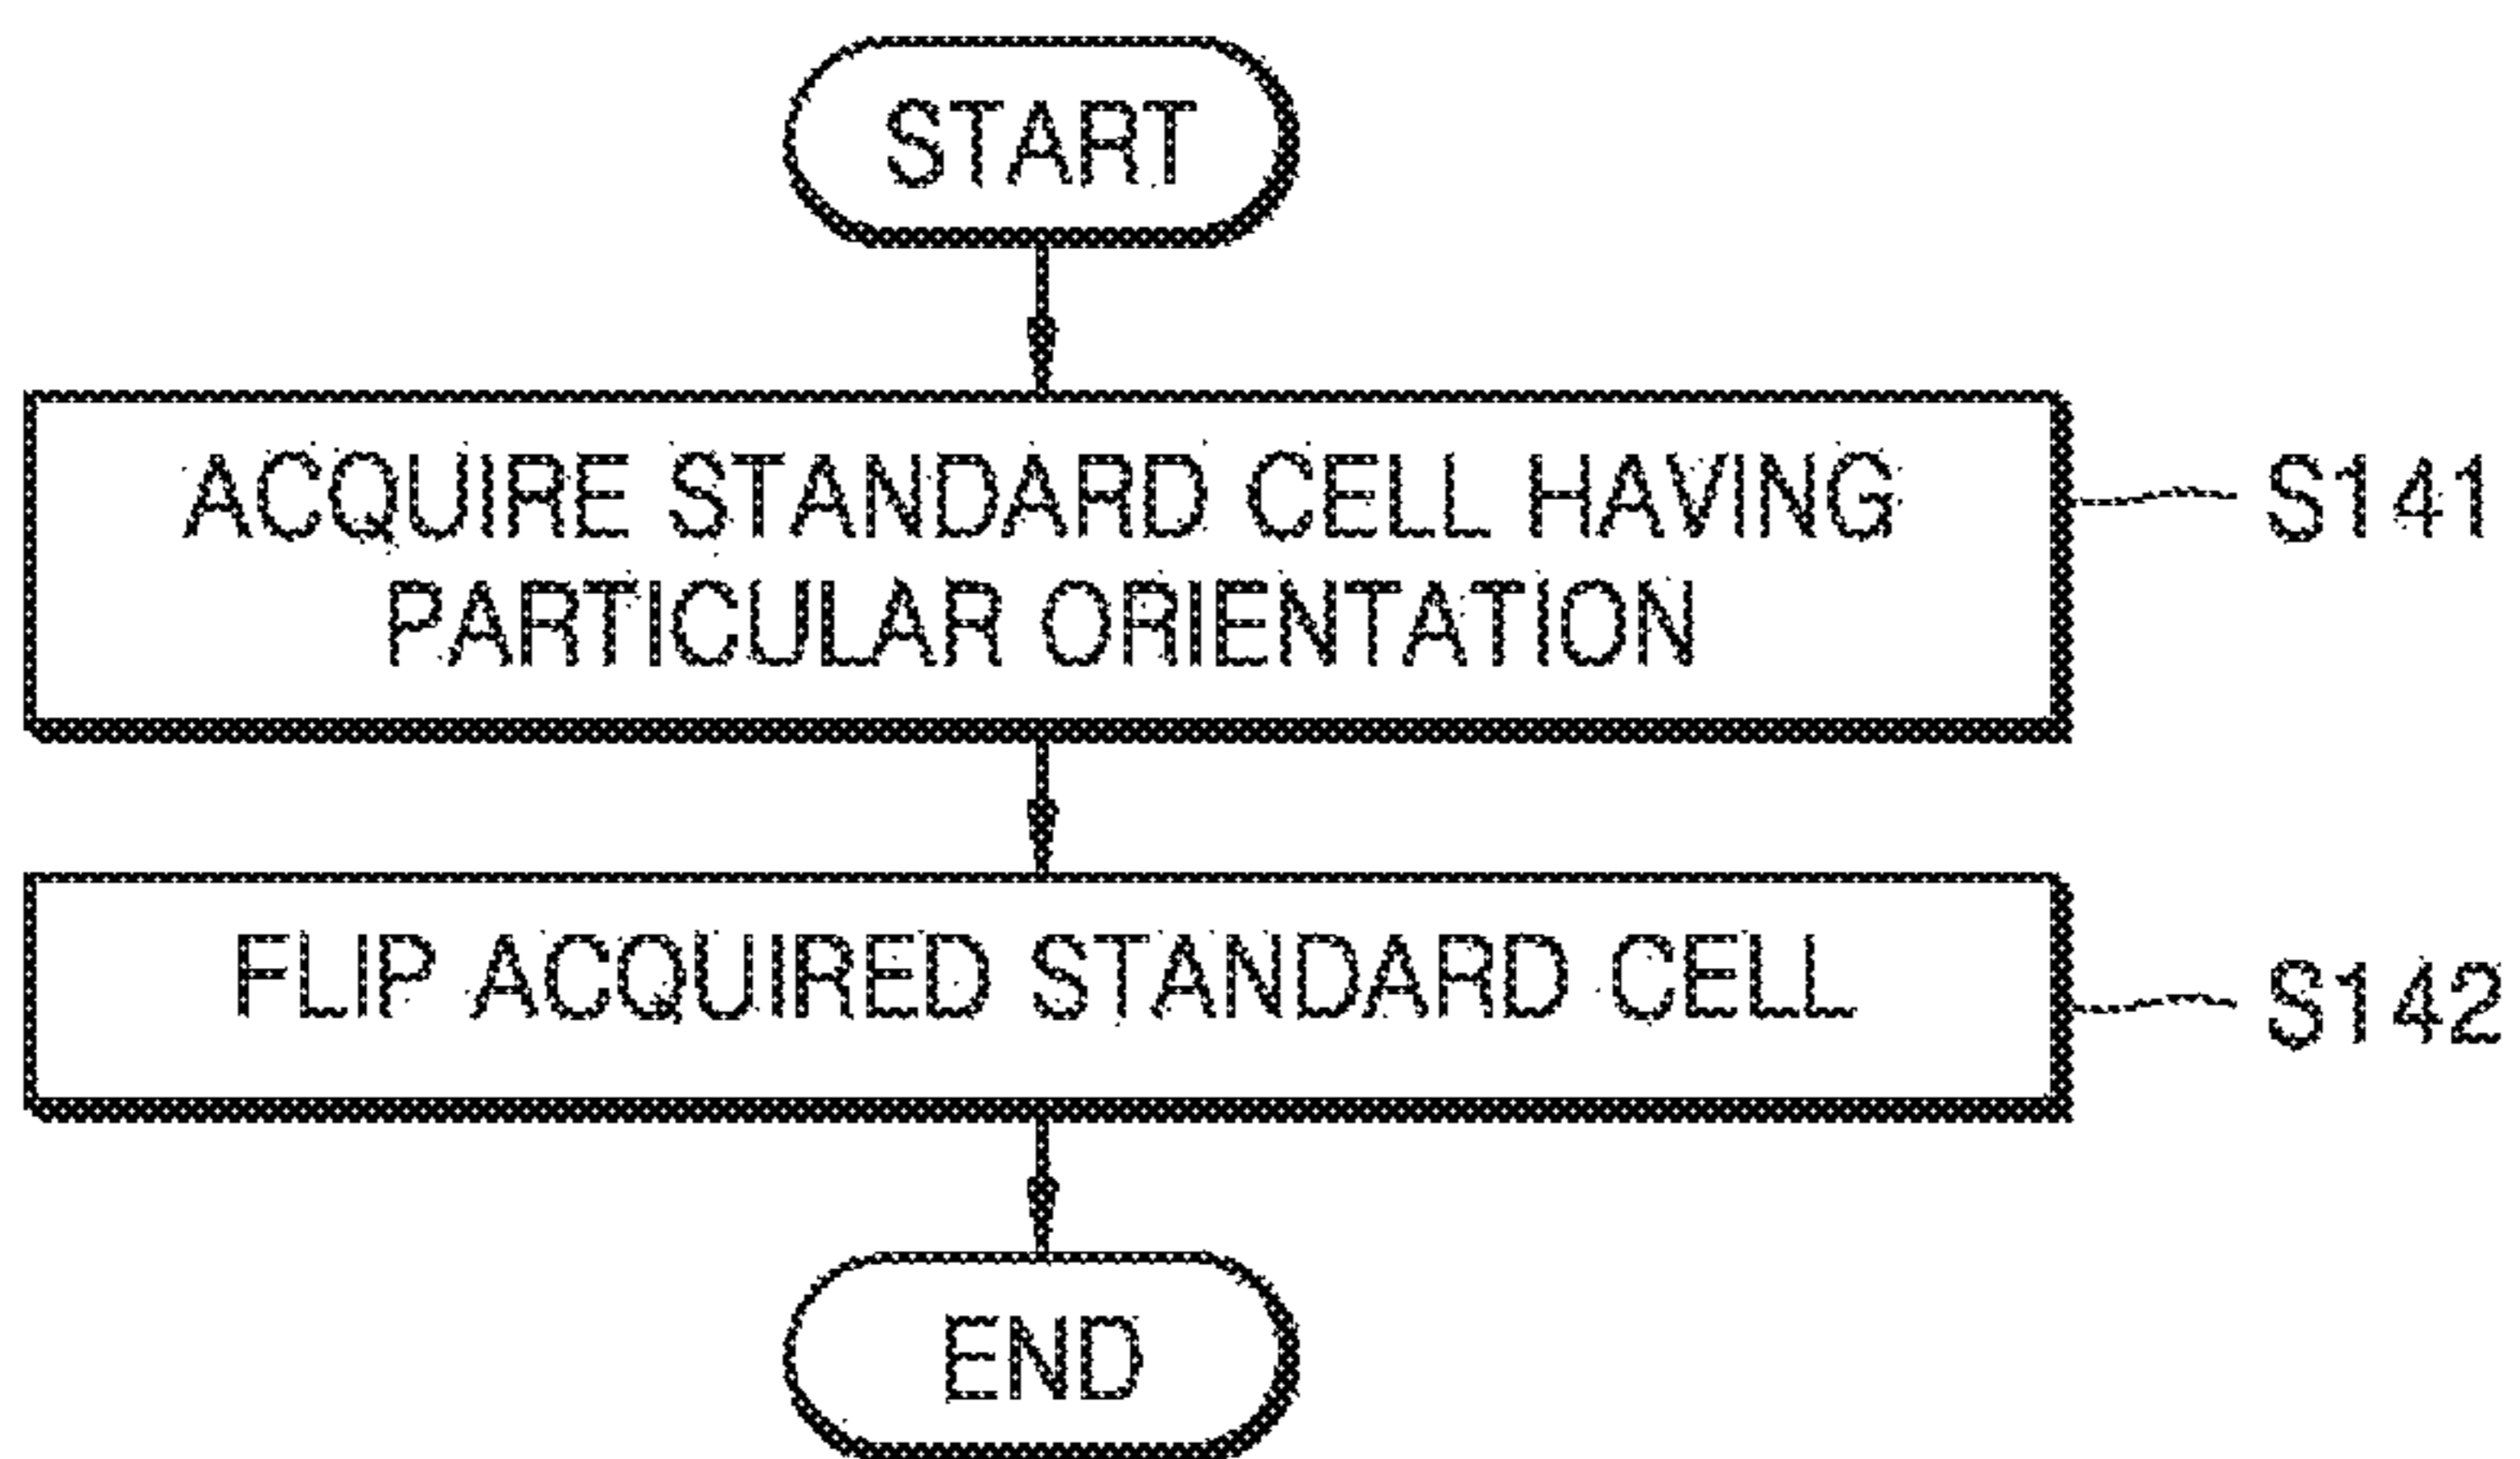 START
ACQUIRE STANDARD CELL HAVING
PARTICULAR ORIENTATION
S141
FLIP ACQUIRED STANDARD CELL
S142
END